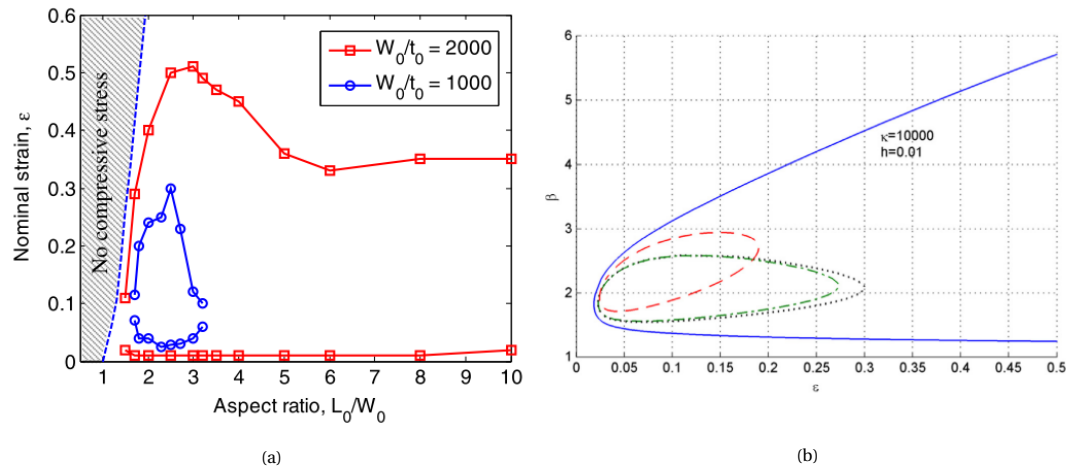 0.6
0.5
0.4
0.3
0.2
0.1
0
Nominal strain, ε
No compressive stress
W0/t0 = 2000
W0/t0 = 1000
1 2 3 4 5 6 7 8 9 10
Aspect ratio, L0/W0
(a)
6
5
4
3
2
1
β
κ=10000
h=0.01
0 0.05 0.1 0.15 0.2 0.25 0.3 0.35 0.4 0.45 0.5
ε
(b)